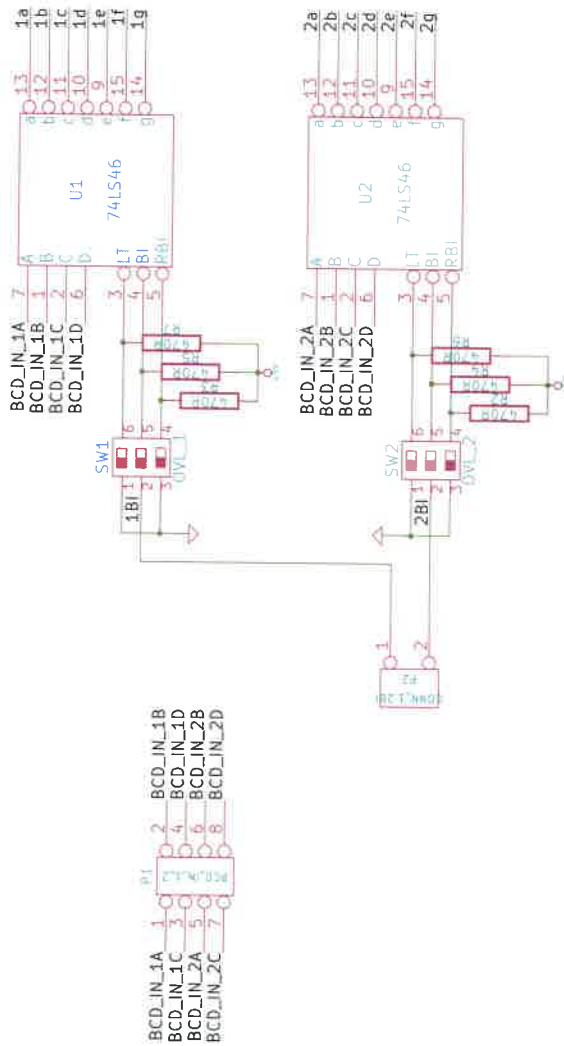 1a
1b
1c
1d
1e
1f
1g
13
12
11
10
9
15
14
a
b
c
d
e
f
g
U1
74LS46
A
B
C
D
LT
BI
RBI
7
1
2
6
3
4
5
BCD_IN_1A
BCD_IN_1B
BCD_IN_1C
BCD_IN_1D
470R
R5
470R
470R
SW1
6
5
4
1
2
3
OVL_1
1BI
2a
2b
2c
2d
2e
2f
2g
13
12
11
10
9
15
14
a
b
c
d
e
f
g
U2
74LS46
A
B
C
D
LT
BI
RBI
7
1
2
6
3
4
5
BCD_IN_2A
BCD_IN_2B
BCD_IN_2C
BCD_IN_2D
470R
470R
470R
SW2
6
5
4
1
2
3
OVL_2
2BI
1
2
P2
P1
BCD_IN_1_2
BCD_IN_1B
BCD_IN_1D
BCD_IN_2B
BCD_IN_2D
2
4
6
8
1
3
5
7
BCD_IN_1A
BCD_IN_1C
BCD_IN_2A
BCD_IN_2C